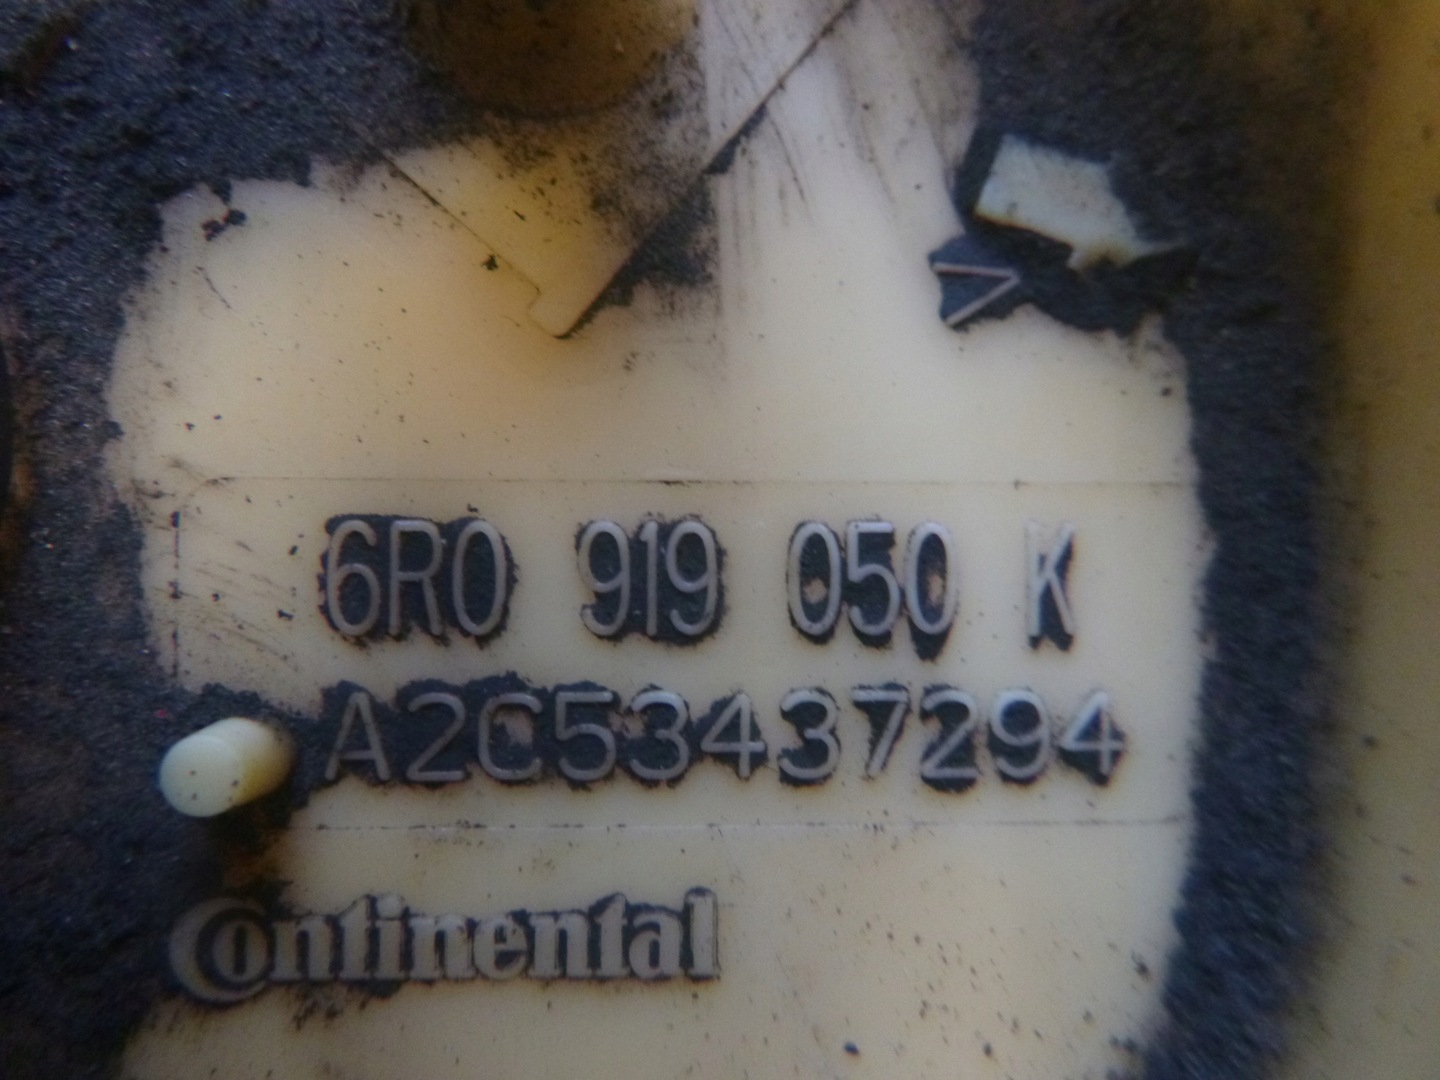 6R0 919 050 K
A2C53437294
Continental